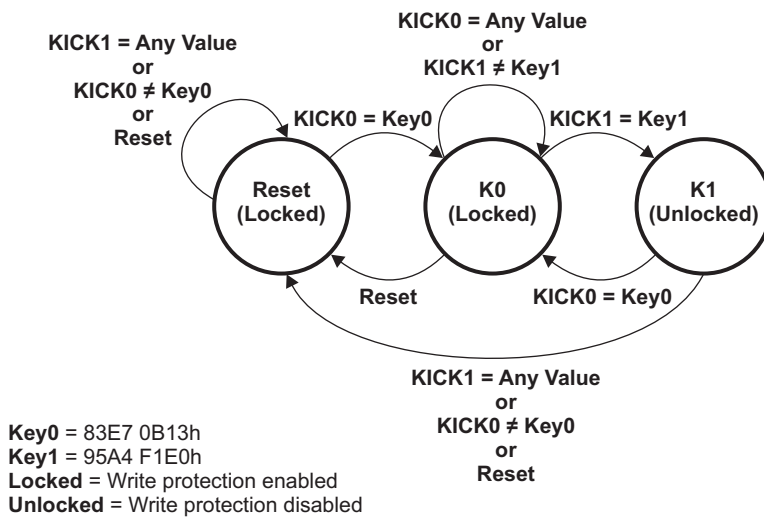 KICK1 = Any Value
or
KICK0 ≠ Key0
or
Reset
KICK0 = Any Value
or
KICK1 ≠ Key1
KICK0 = Key0
KICK1 = Key1
Reset
(Locked)
K0
(Locked)
K1
(Unlocked)
Reset
KICK0 = Key0
KICK1 = Any Value
or
KICK0 ≠ Key0
or
Reset
Key0 = 83E7 0B13h
Key1 = 95A4 F1E0h
Locked = Write protection enabled
Unlocked = Write protection disabled